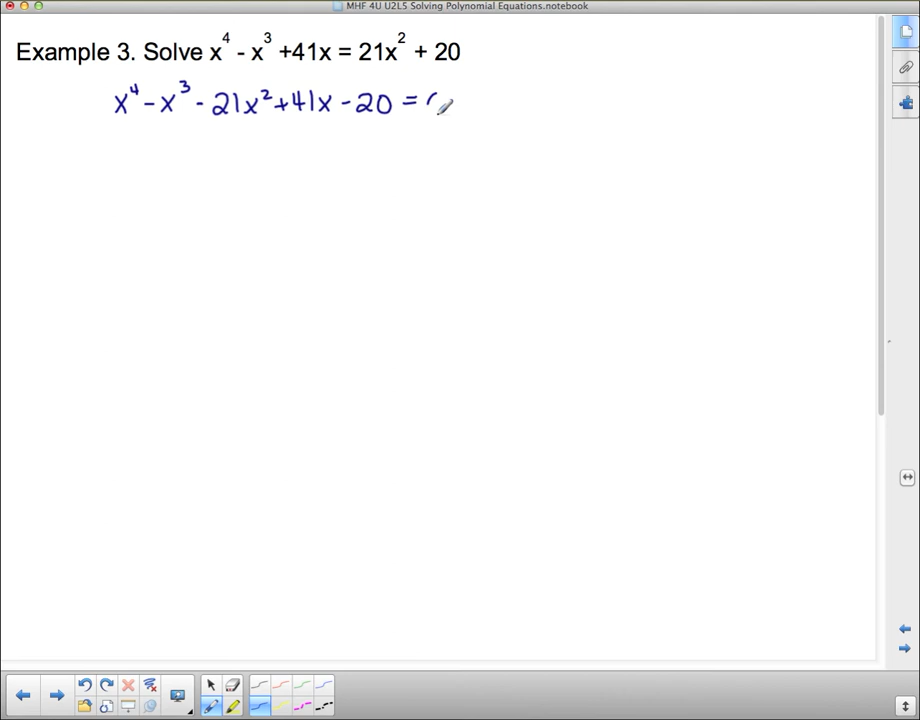 MHF 4U U2L5 Solving Polynomial Equations.notebook
Example 3. Solve x⁴ - x³ +41x = 21x² + 20
x⁴ - x³ - 21x² + 41x - 20 =